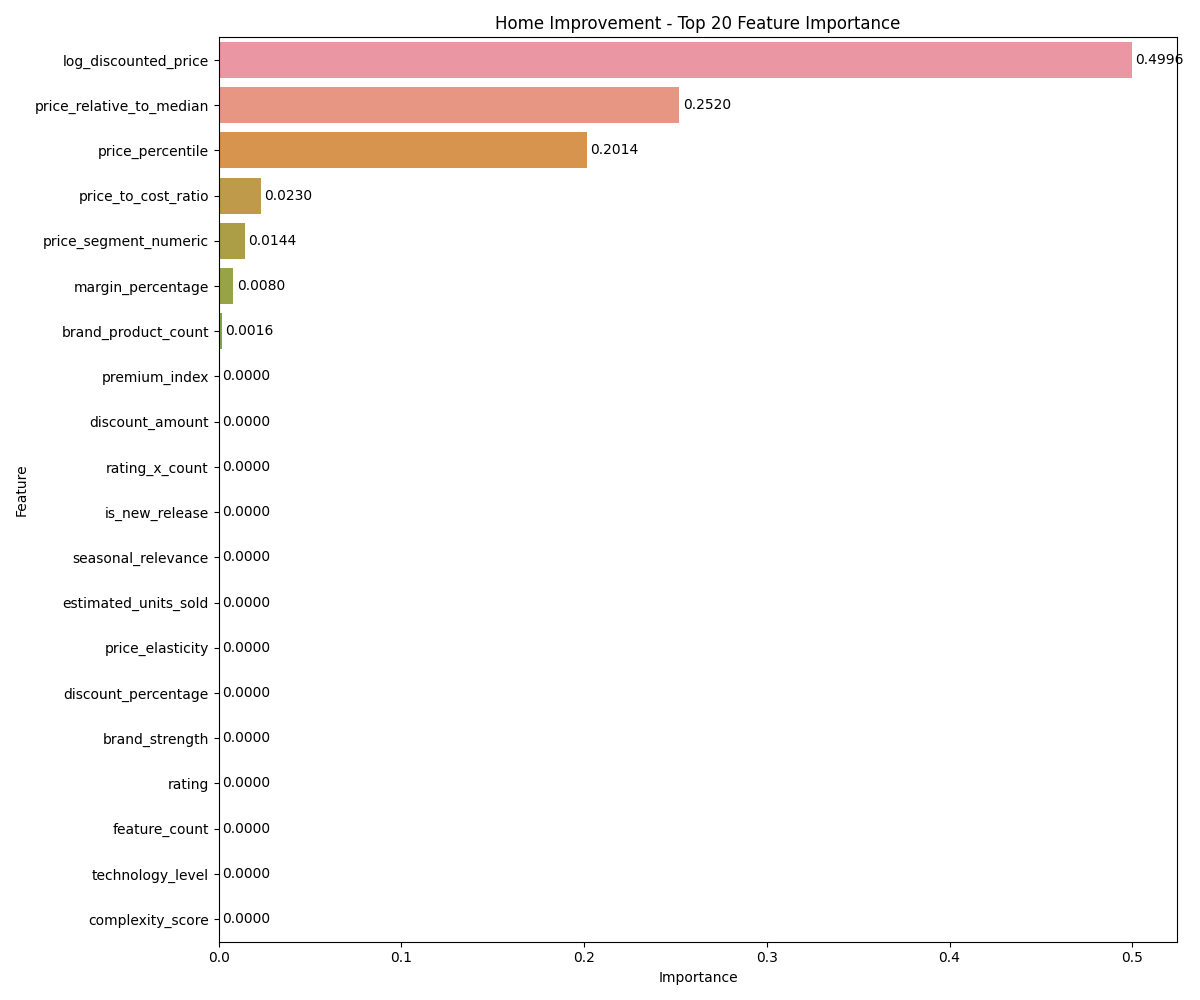 Home Improvement - Top 20 Feature Importance
log_discounted_price 0.4996
price_relative_to_median 0.2520
price_percentile 0.2014
price_to_cost_ratio 0.0230
price_segment_numeric 0.0144
margin_percentage 0.0080
brand_product_count 0.0016
premium_index 0.0000
discount_amount 0.0000
rating_x_count 0.0000
is_new_release 0.0000
seasonal_relevance 0.0000
estimated_units_sold 0.0000
price_elasticity 0.0000
discount_percentage 0.0000
brand_strength 0.0000
rating 0.0000
feature_count 0.0000
technology_level 0.0000
complexity_score 0.0000
Feature
0.0 0.1 0.2 0.3 0.4 0.5
Importance